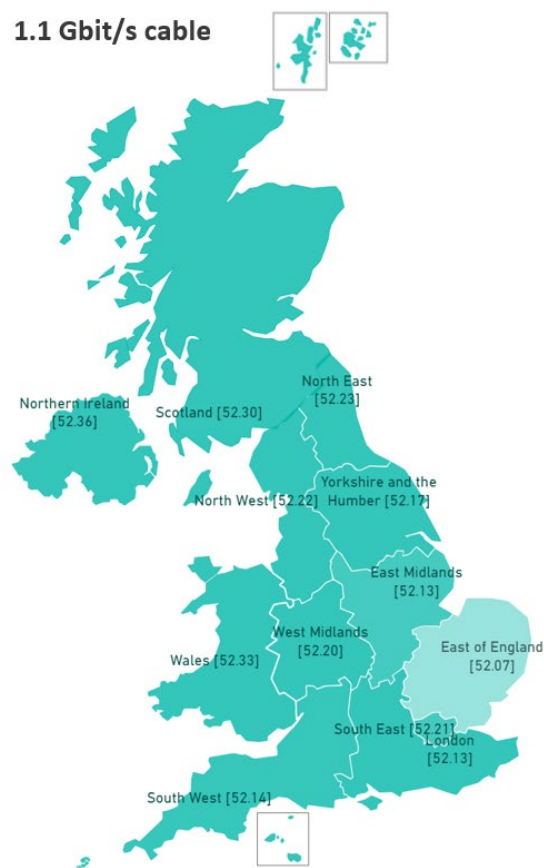 1.1 Gbit/s cable
North East
[52.23]
Northern Ireland
[52.36]
Scotland [52.30]
Yorkshire and the
Humber [52.17]
North West [52.22]
East Midlands
[52.13]
West Midlands
[52.20]
East of England
[52.07]
Wales [52.33]
South East [52.21]
London
[52.13]
South West [52.14]